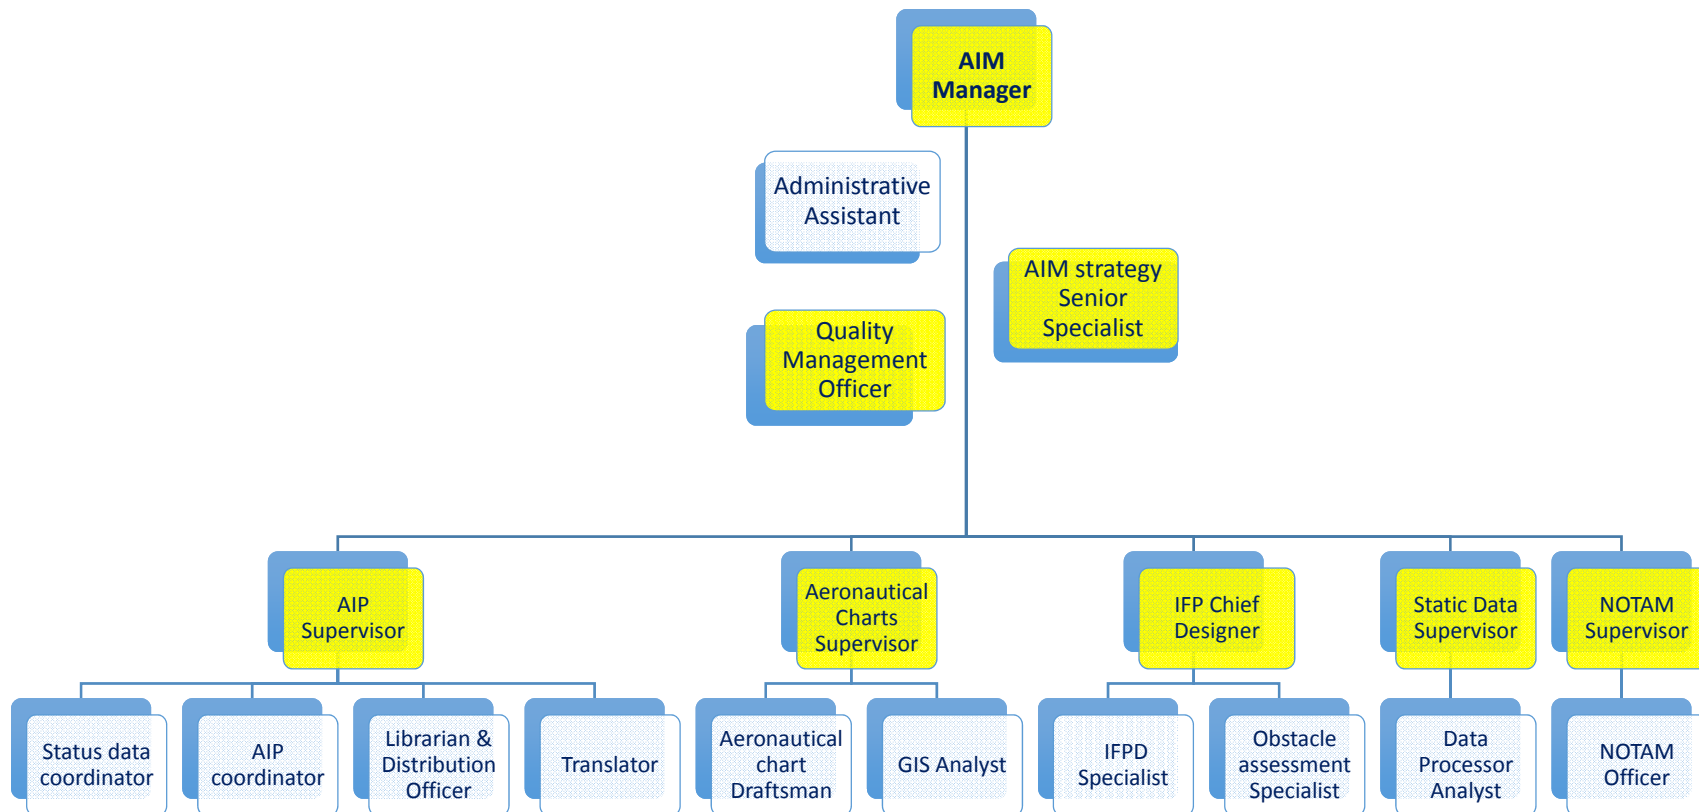 AIM
Manager
Administrative
Assistant
AIM strategy
Senior
Specialist
Quality
Management
Officer
AIP
Supervisor
Aeronautical
Charts
Supervisor
IFP Chief
Designer
Static Data
Supervisor
NOTAM
Supervisor
Status data
coordinator
AIP
coordinator
Librarian &
Distribution
Officer
Translator
Aeronautical
chart
Draftsman
GIS Analyst
IFPD
Specialist
Obstacle
assessment
Specialist
Data
Processor
Analyst
NOTAM
Officer